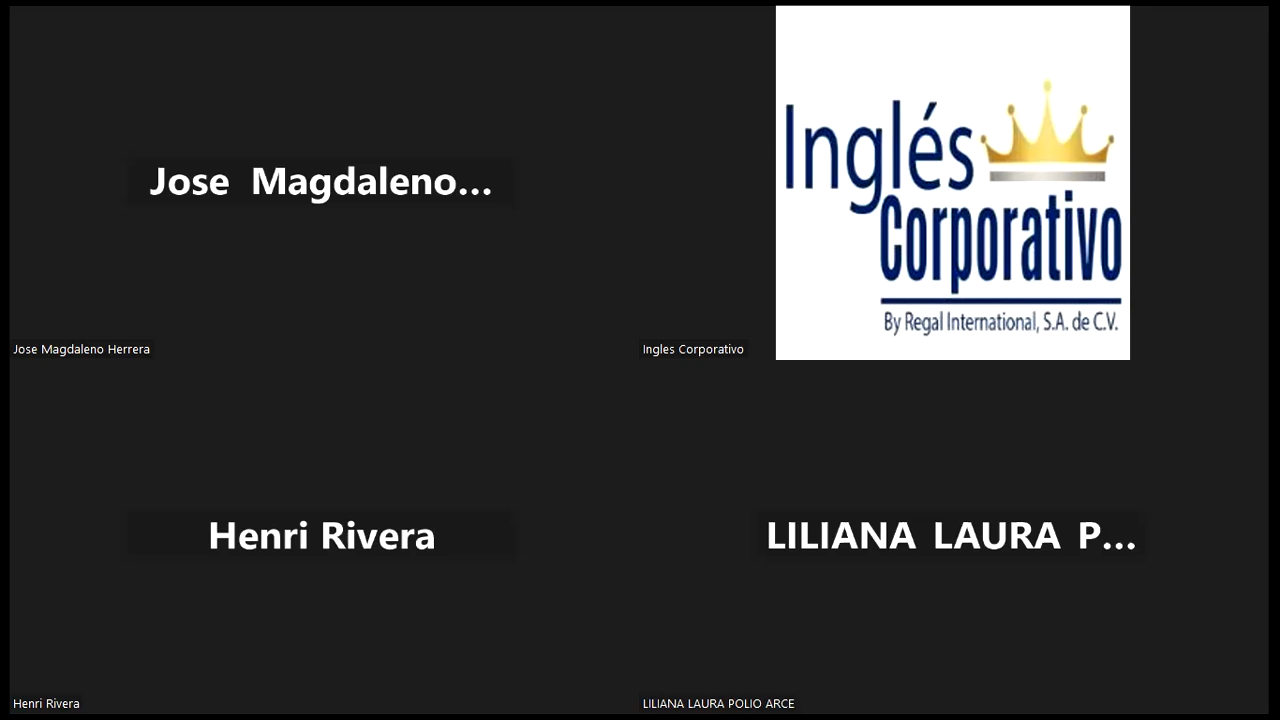 Jose Magdaleno...
Jose Magdaleno Herrera
Inglés
Corporativo
By Regal International, S.A. de C.V.
Ingles Corporativo
Henri Rivera
Henri Rivera
LILIANA LAURA P...
LILIANA LAURA POLIO ARCE